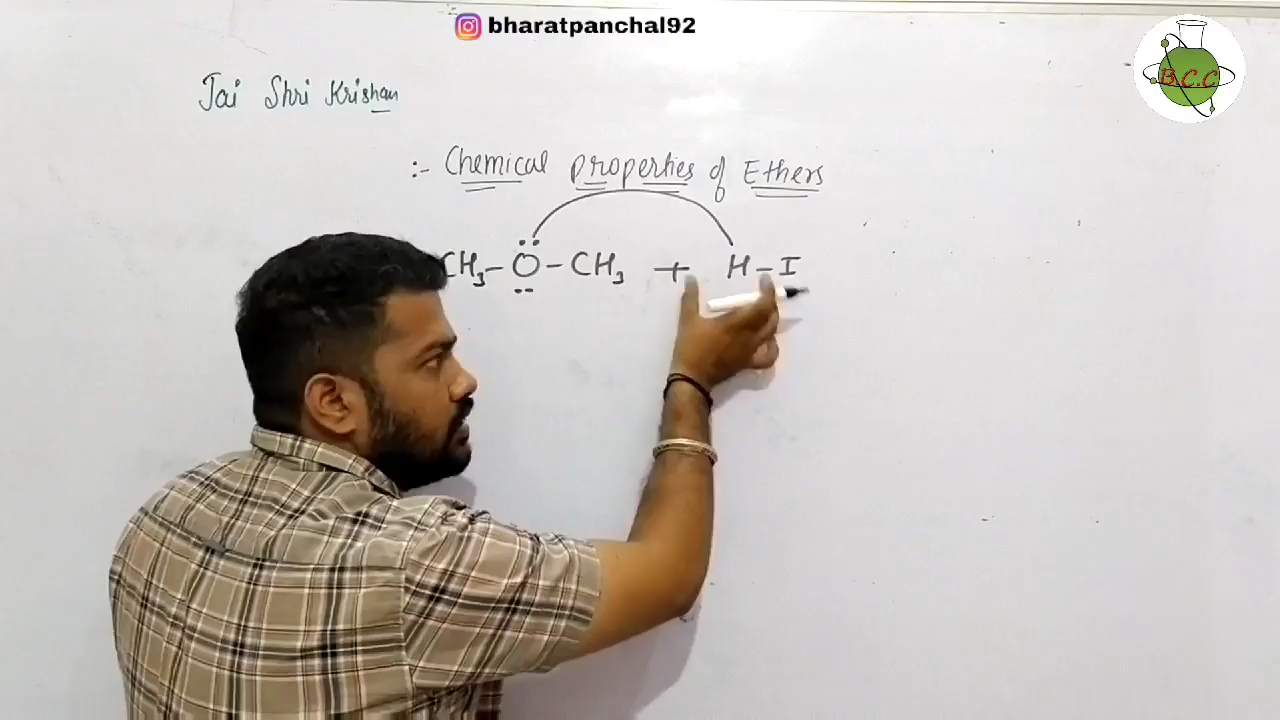 bharatpanchal92
B.C.C
Jai Shri Krishan
:- Chemical properties of Ethers
CH₃-O-CH₃ + H-I